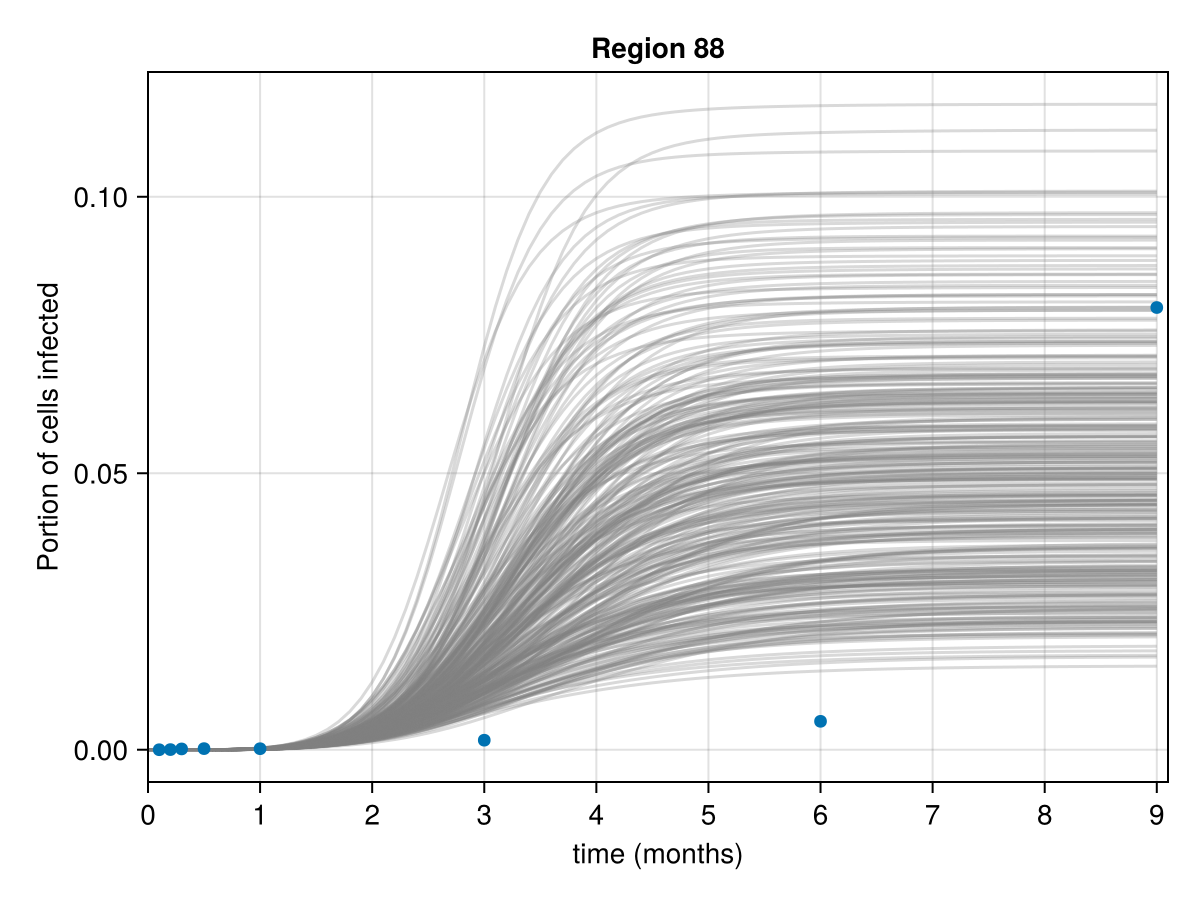 Region 88
Portion of cells infected
0.10
0.05
0.00
0 1 2 3 4 5 6 7 8 9
time (months)